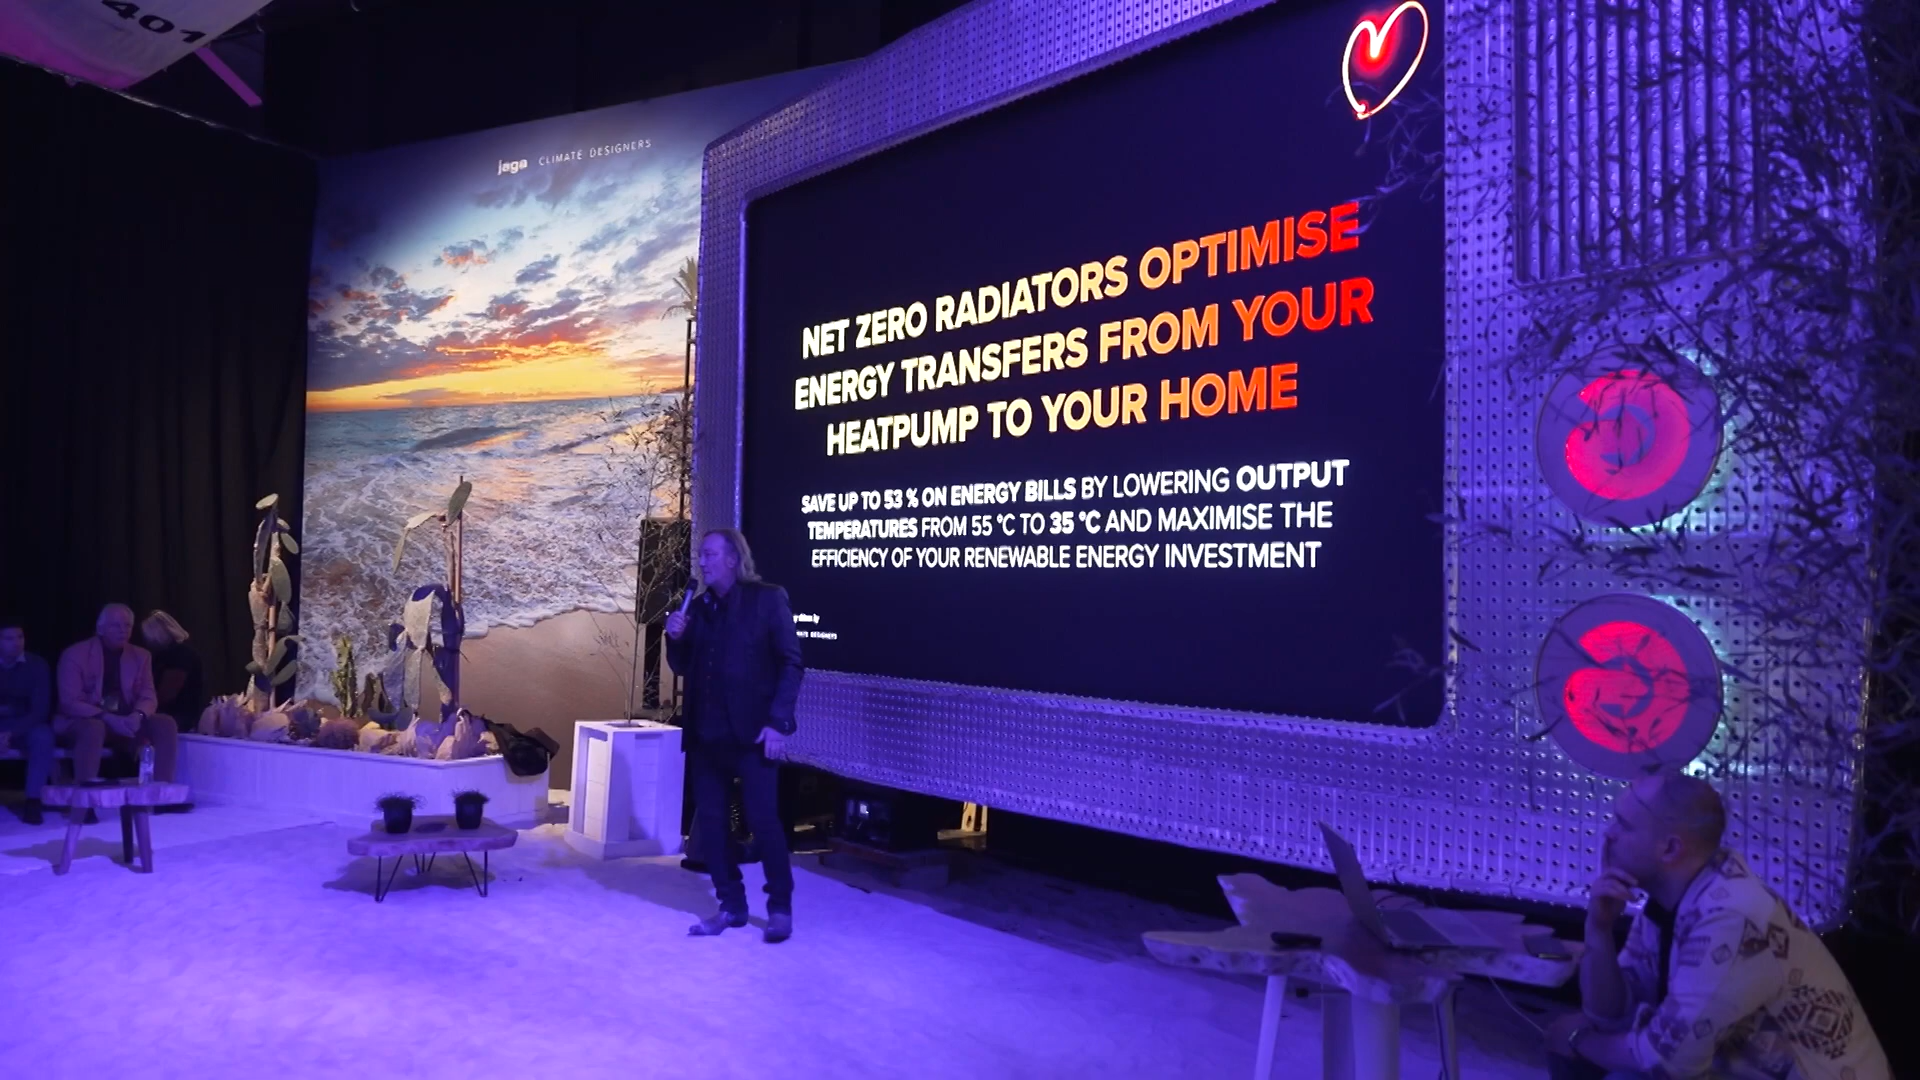 401
jaga CLIMATE DESIGNERS
NET ZERO RADIATORS OPTIMISE
ENERGY TRANSFERS FROM YOUR
HEATPUMP TO YOUR HOME
SAVE UP TO 53 % ON ENERGY BILLS BY LOWERING OUTPUT
TEMPERATURES FROM 55 °C TO 35 °C AND MAXIMISE THE
EFFICIENCY OF YOUR RENEWABLE ENERGY INVESTMENT
DESIGNERS